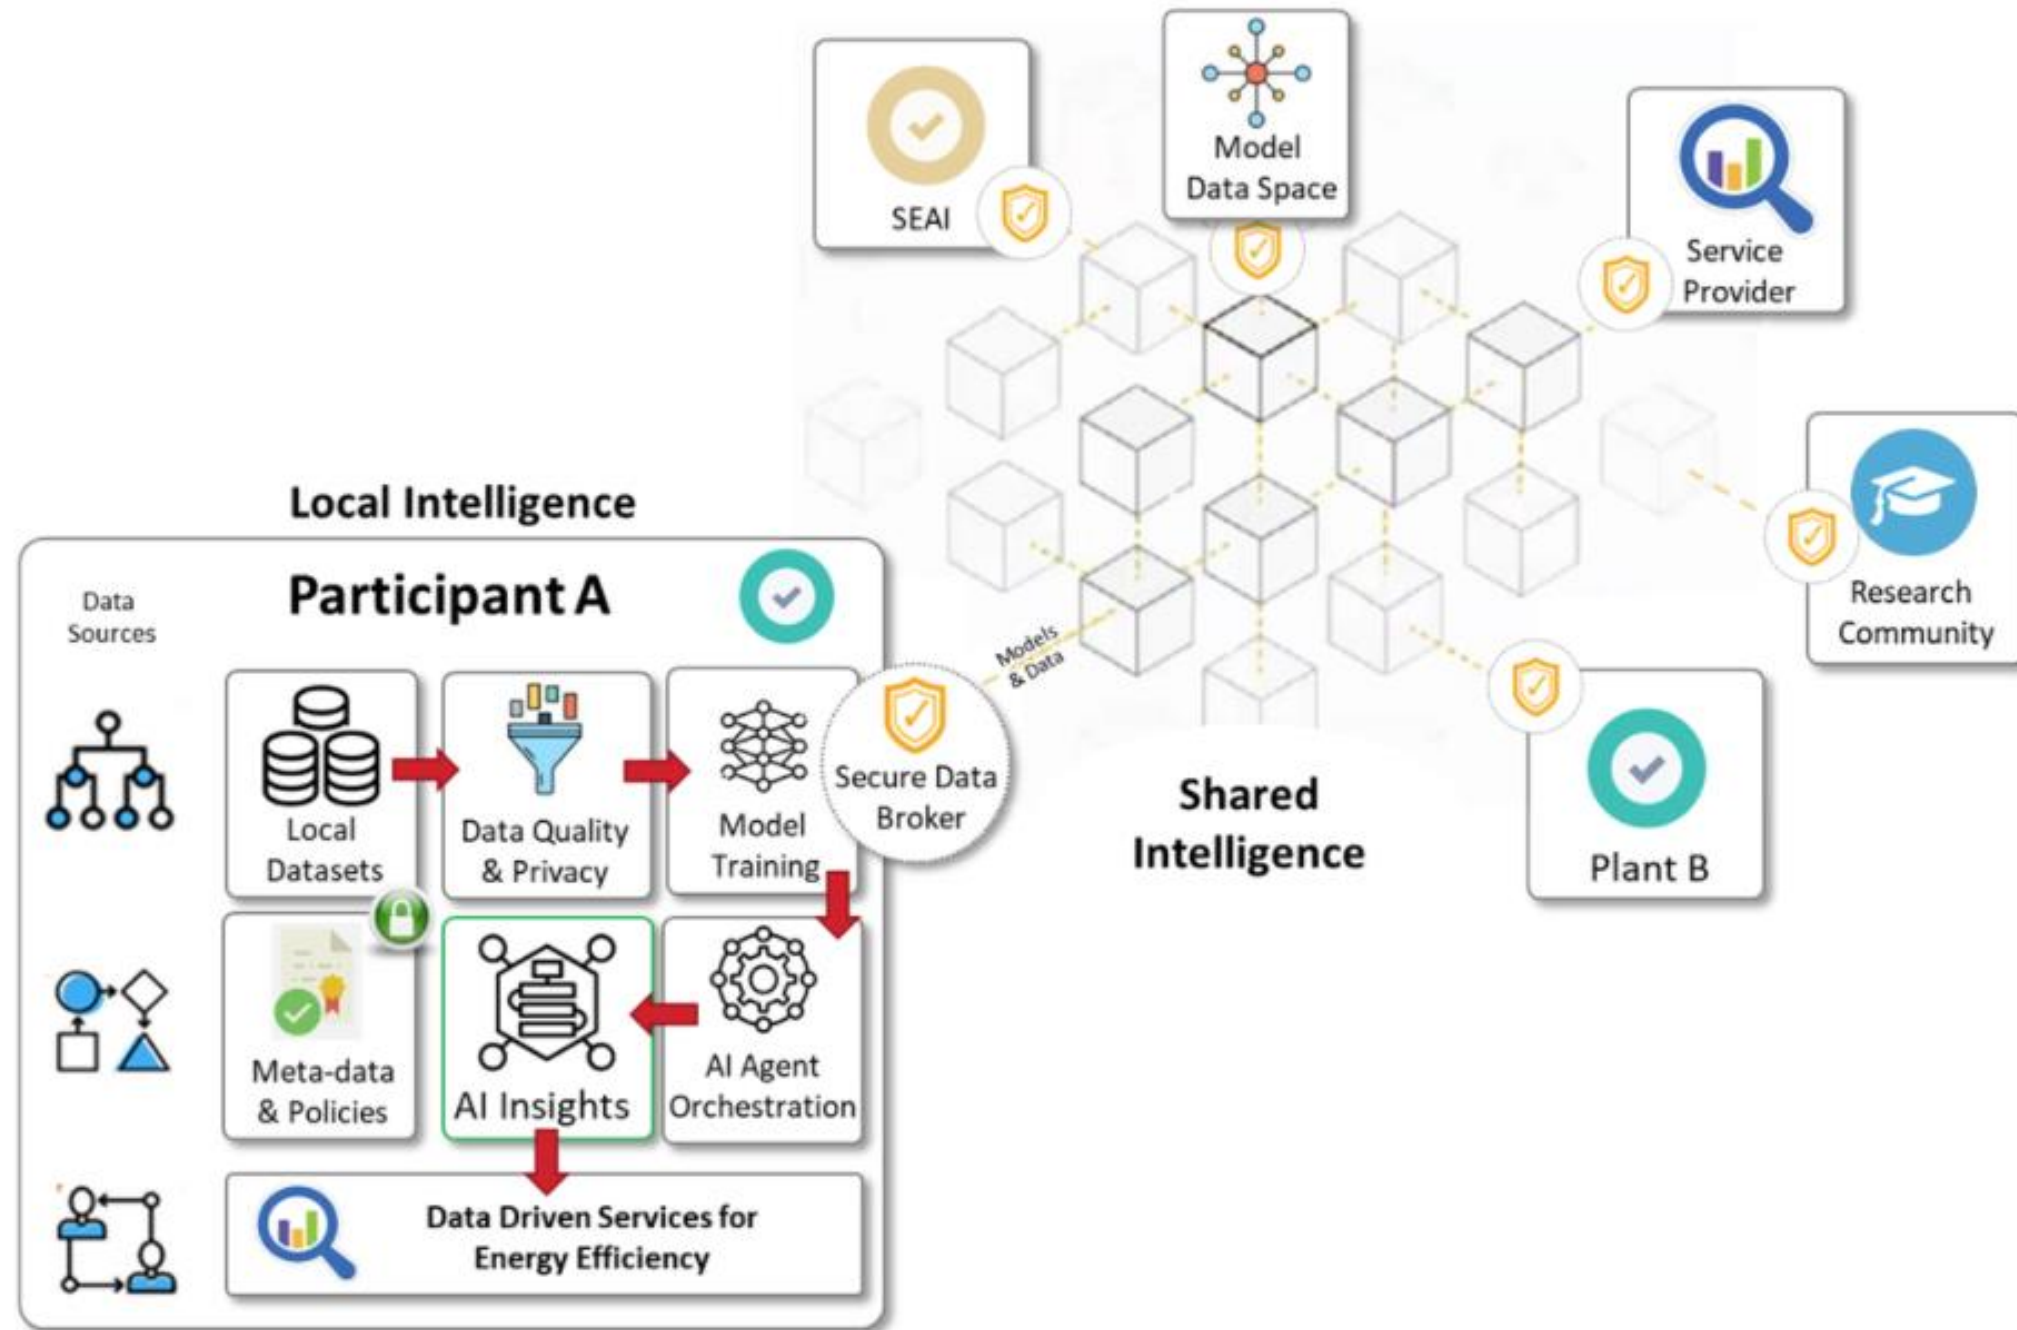 SEAI
Model
Data Space
Service
Provider
Research
Community
Plant B
Shared
Intelligence
Models
& Data
Secure Data
Broker
Local Intelligence
Participant A
Data
Sources
Local
Datasets
Data Quality
& Privacy
Model
Training
Meta-data
& Policies
AI Insights
AI Agent
Orchestration
Data Driven Services for
Energy Efficiency